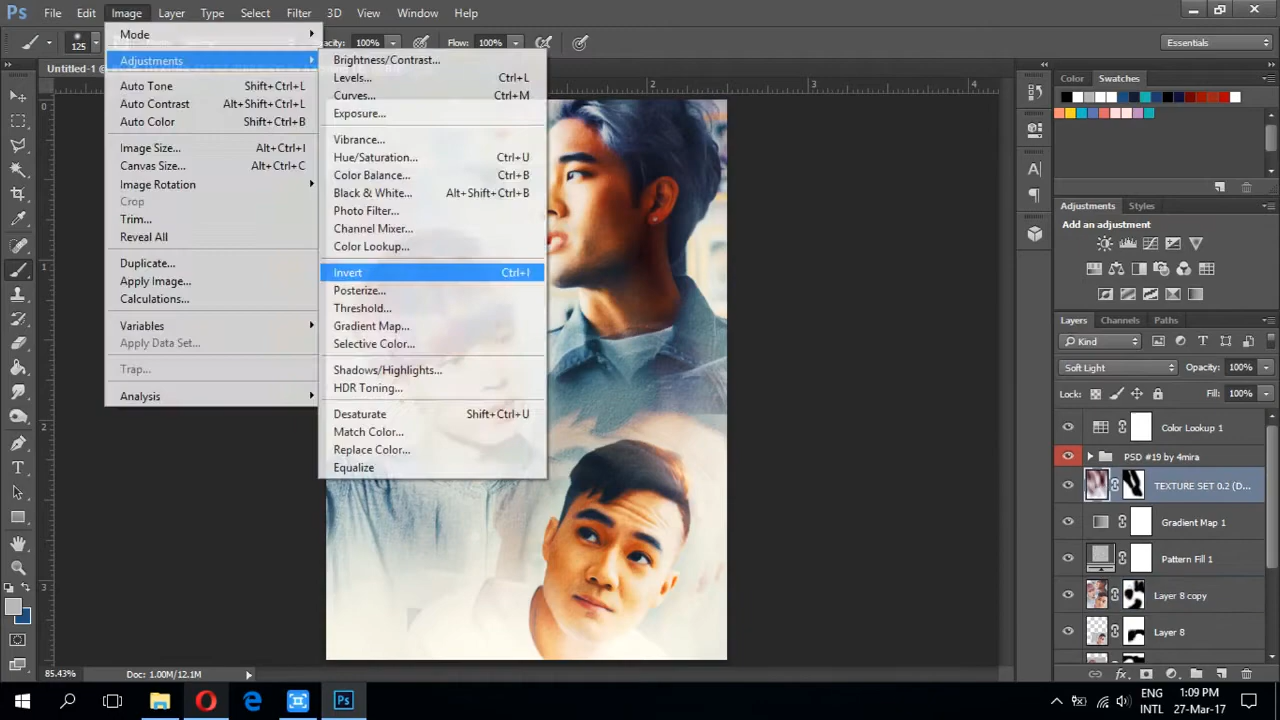 File Edit Image Layer Type Select Filter 3D View Window Help
125 100% Flow: 100% Essentials
Untitled-1 @
Mode
Adjustments
Auto Tone Shift+Ctrl+L
Auto Contrast Alt+Shift+Ctrl+L
Auto Color Shift+Ctrl+B
Image Size... Alt+Ctrl+I
Canvas Size... Alt+Ctrl+C
Image Rotation
Crop
Trim...
Reveal All
Duplicate...
Apply Image...
Calculations...
Variables
Apply Data Set...
Trap...
Analysis
Brightness/Contrast...
Levels... Ctrl+L
Curves... Ctrl+M
Exposure...
Vibrance...
Hue/Saturation... Ctrl+U
Color Balance... Ctrl+B
Black & White... Alt+Shift+Ctrl+B
Photo Filter...
Channel Mixer...
Color Lookup...
Invert Ctrl+I
Posterize...
Threshold...
Gradient Map...
Selective Color...
Shadows/Highlights...
HDR Toning...
Desaturate Shift+Ctrl+U
Match Color...
Replace Color...
Equalize
2 3 4
0
1
2
3
Color Swatches
Adjustments Styles
Add an adjustment
Layers Channels Paths
Kind
Soft Light Opacity: 100%
Lock: Fill: 100%
Color Lookup 1
PSD #19 by 4mira
TEXTURE SET 0.2 (D...
Gradient Map 1
Pattern Fill 1
Layer 8 copy
Layer 8
85.43% Doc: 1.00M/12.1M
Ps
ENG
INTL
1:09 PM
27-Mar-17